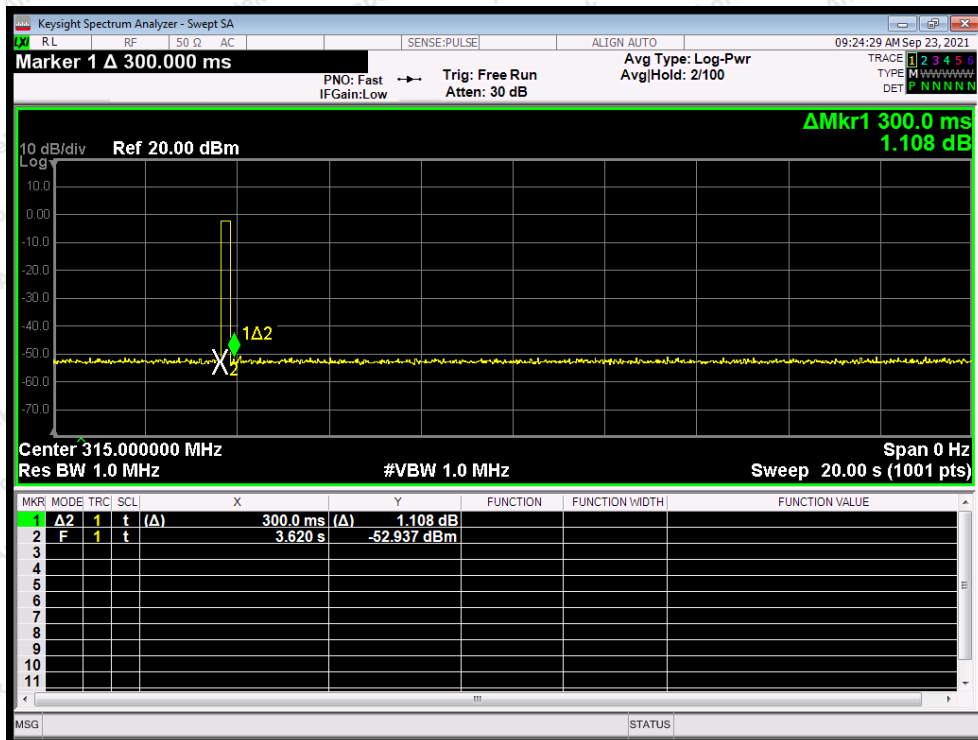 Keysight Spectrum Analyzer - Swept SA
LXI RL RF 50 Ω AC SENSE:PULSE ALIGN AUTO 09:24:29 AM Sep 23, 2021
Marker 1 Δ 300.000 ms
PNO: Fast
IFGain:Low
Trig: Free Run
Atten: 30 dB
Avg Type: Log-Pwr
Avg|Hold: 2/100
TRACE 1 2 3 4 5 6
TYPE M WWWWW
DET P N N N N N
ΔMkr1 300.0 ms
1.108 dB
10 dB/div Ref 20.00 dBm
Log
10.0
0.00
-10.0
-20.0
-30.0
-40.0
1Δ2
-50.0
2
-60.0
-70.0
Center 315.000000 MHz Span 0 Hz
Res BW 1.0 MHz #VBW 1.0 MHz Sweep 20.00 s (1001 pts)
MKR MODE TRC SCL X Y FUNCTION FUNCTION WIDTH FUNCTION VALUE
1 Δ2 1 t (Δ) 300.0 ms (Δ) 1.108 dB
2 F 1 t 3.620 s -52.937 dBm
3
4
5
6
7
8
9
10
11
MSG STATUS